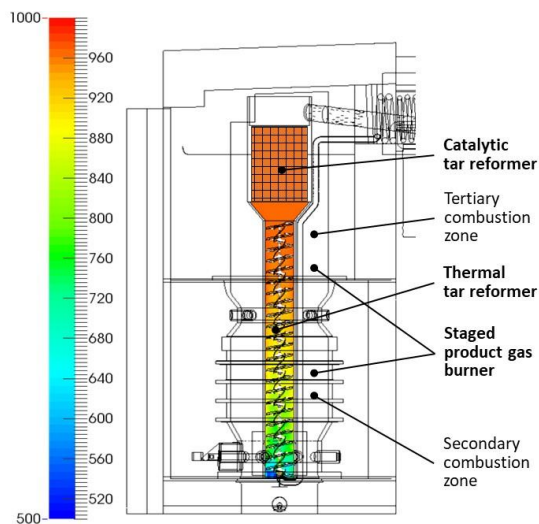 1000
960
920
880
840
800
760
720
680
640
600
560
520
500
Catalytic
tar reformer
Tertiary
combustion
zone
Thermal
tar reformer
Staged
product gas
burner
Secondary
combustion
zone